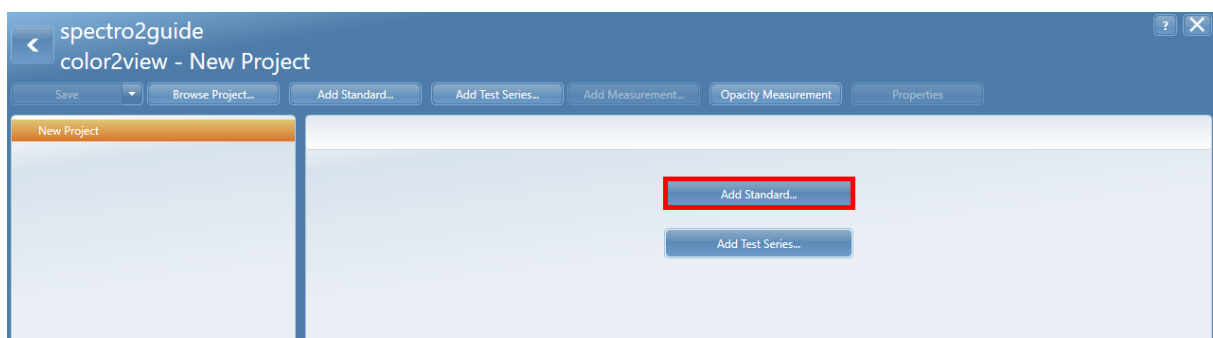 spectro2guide
color2view - New Project
?
Save
Browse Project...
Add Standard...
Add Test Series...
Add Measurement...
Opacity Measurement
Properties
New Project
Add Standard...
Add Test Series...